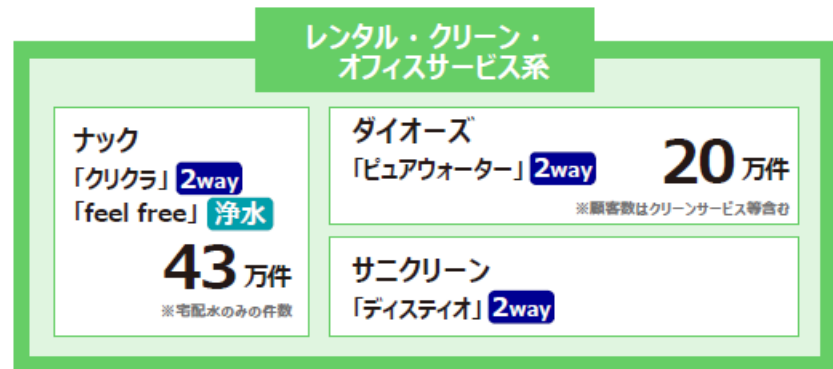 レンタル・クリーン・
オフィスサービス系
ナック
「クリクラ」2way
「feel free」浄水
43万件
※宅配水のみの件数
ダイオーズ
「ピュアウォーター」2way
20万件
※顧客数はクリーンサービス等含む
サニクリーン
「ディスティオ」2way